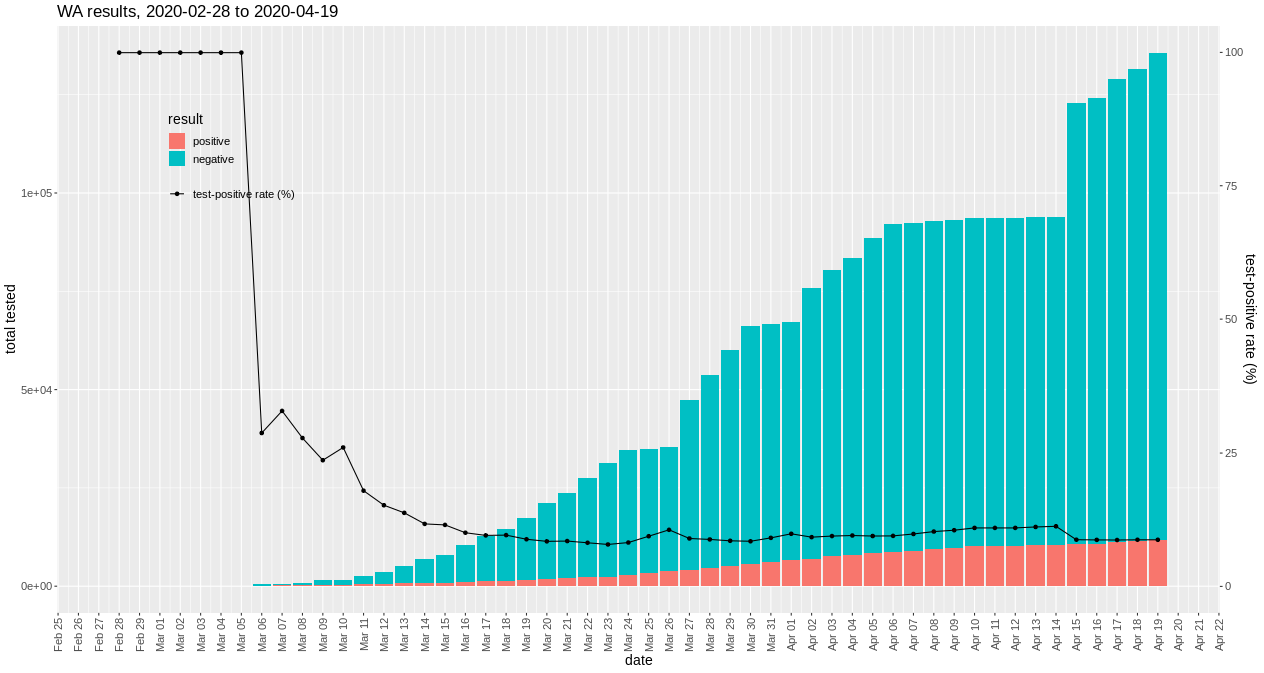 WA results, 2020-02-28 to 2020-04-19
total tested
1e+05
5e+04
0e+00
result
positive
negative
test-positive rate (%)
100
75
50
25
0
test-positive rate (%)
Feb 25
Feb 26
Feb 27
Feb 28
Feb 29
Mar 01
Mar 02
Mar 03
Mar 04
Mar 05
Mar 06
Mar 07
Mar 08
Mar 09
Mar 10
Mar 11
Mar 12
Mar 13
Mar 14
Mar 15
Mar 16
Mar 17
Mar 18
Mar 19
Mar 20
Mar 21
Mar 22
Mar 23
Mar 24
Mar 25
Mar 26
Mar 27
Mar 28
Mar 29
Mar 30
Mar 31
Apr 01
Apr 02
Apr 03
Apr 04
Apr 05
Apr 06
Apr 07
Apr 08
Apr 09
Apr 10
Apr 11
Apr 12
Apr 13
Apr 14
Apr 15
Apr 16
Apr 17
Apr 18
Apr 19
Apr 20
Apr 21
Apr 22
date